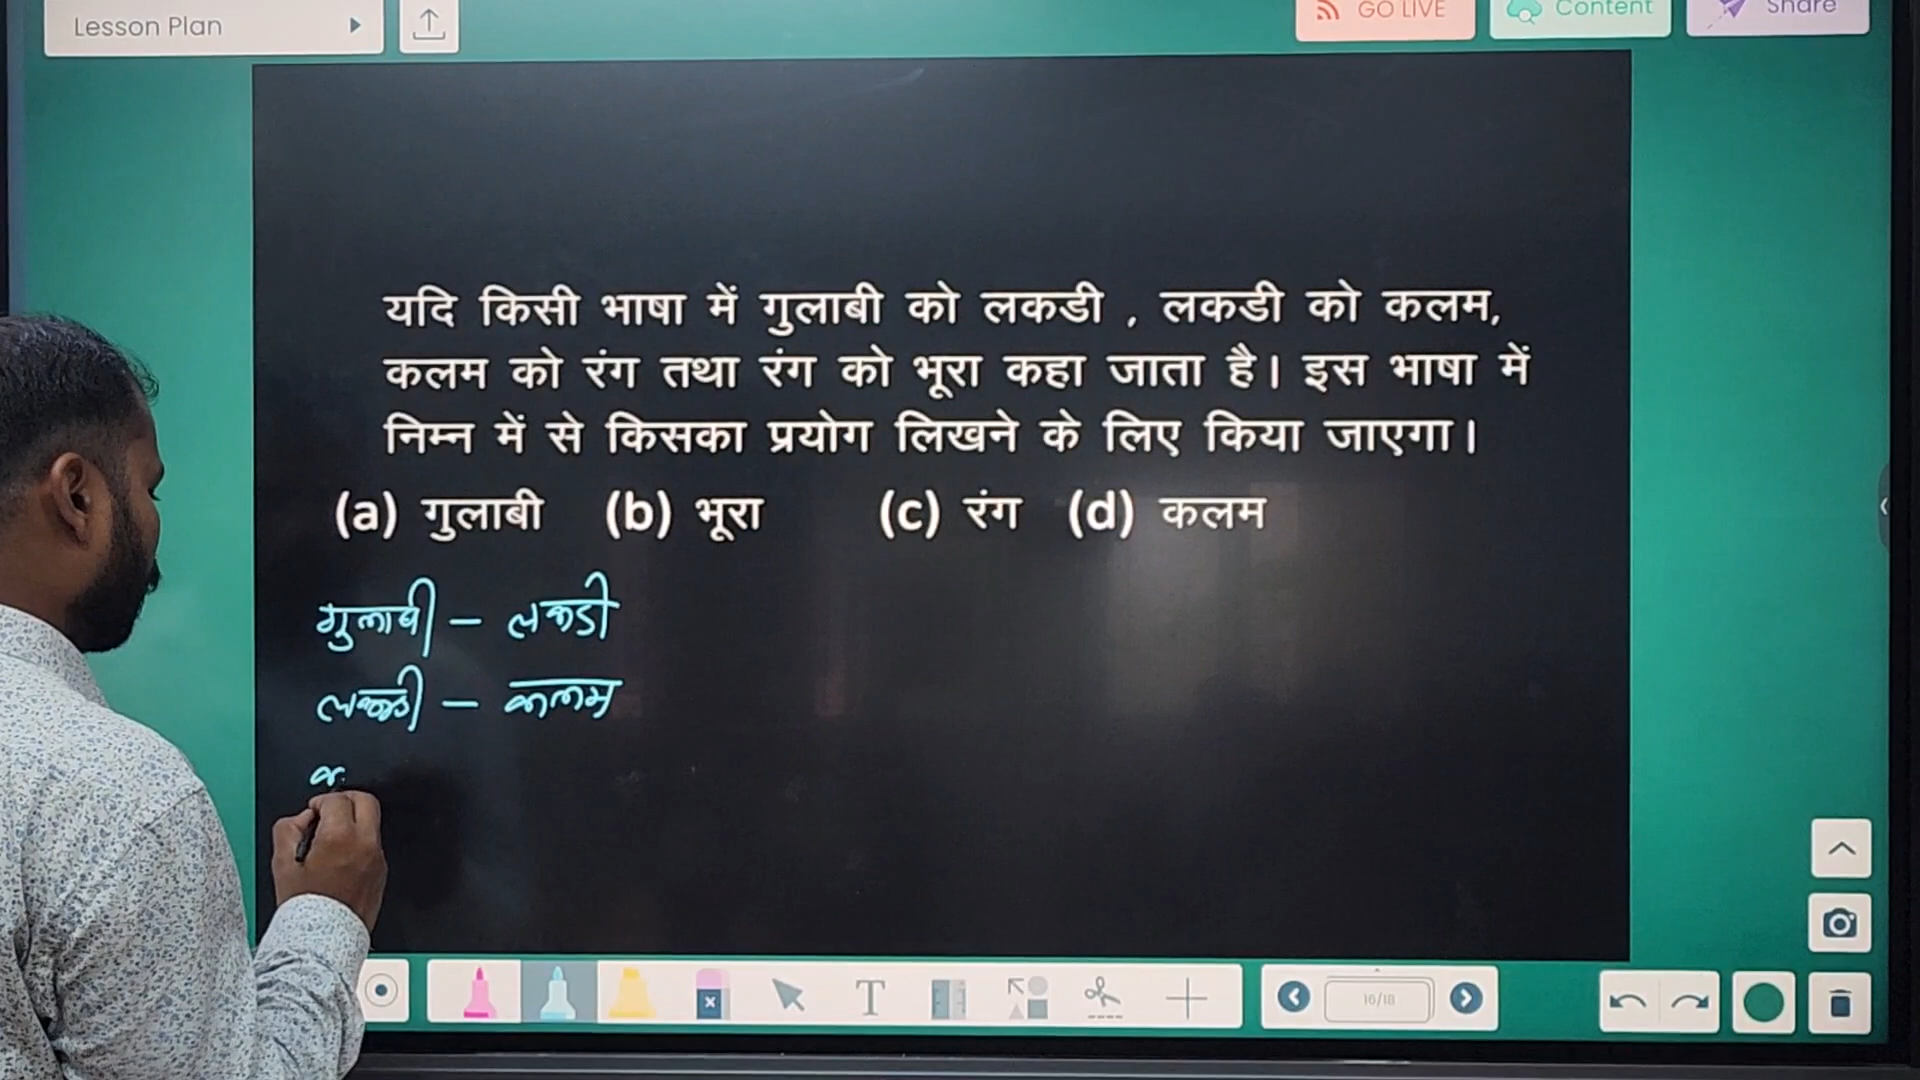 Lesson Plan
GO LIVE
Content
Share
यदि किसी भाषा में गुलाबी को लकडी , लकडी को कलम,
कलम को रंग तथा रंग को भूरा कहा जाता है। इस भाषा में
निम्न में से किसका प्रयोग लिखने के लिए किया जाएगा।
(a) गुलाबी (b) भूरा (c) रंग (d) कलम
गुलाबी – लकडी
लकडी – कलम
क
T
16/18